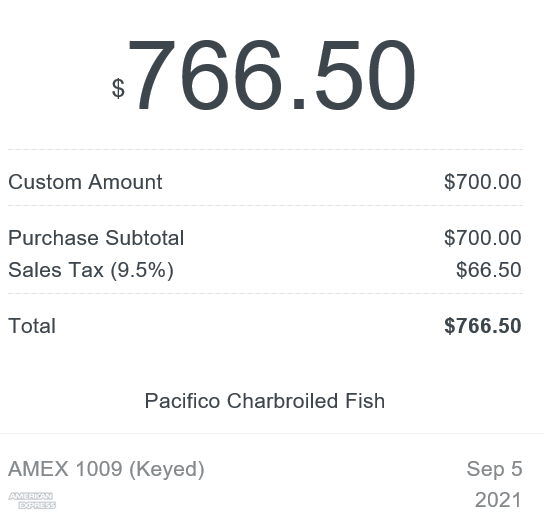 $766.50
Custom Amount $700.00
Purchase Subtotal $700.00
Sales Tax (9.5%) $66.50
Total $766.50
Pacifico Charbroiled Fish
AMEX 1009 (Keyed) Sep 5
AMERICAN
EXPRESS
2021